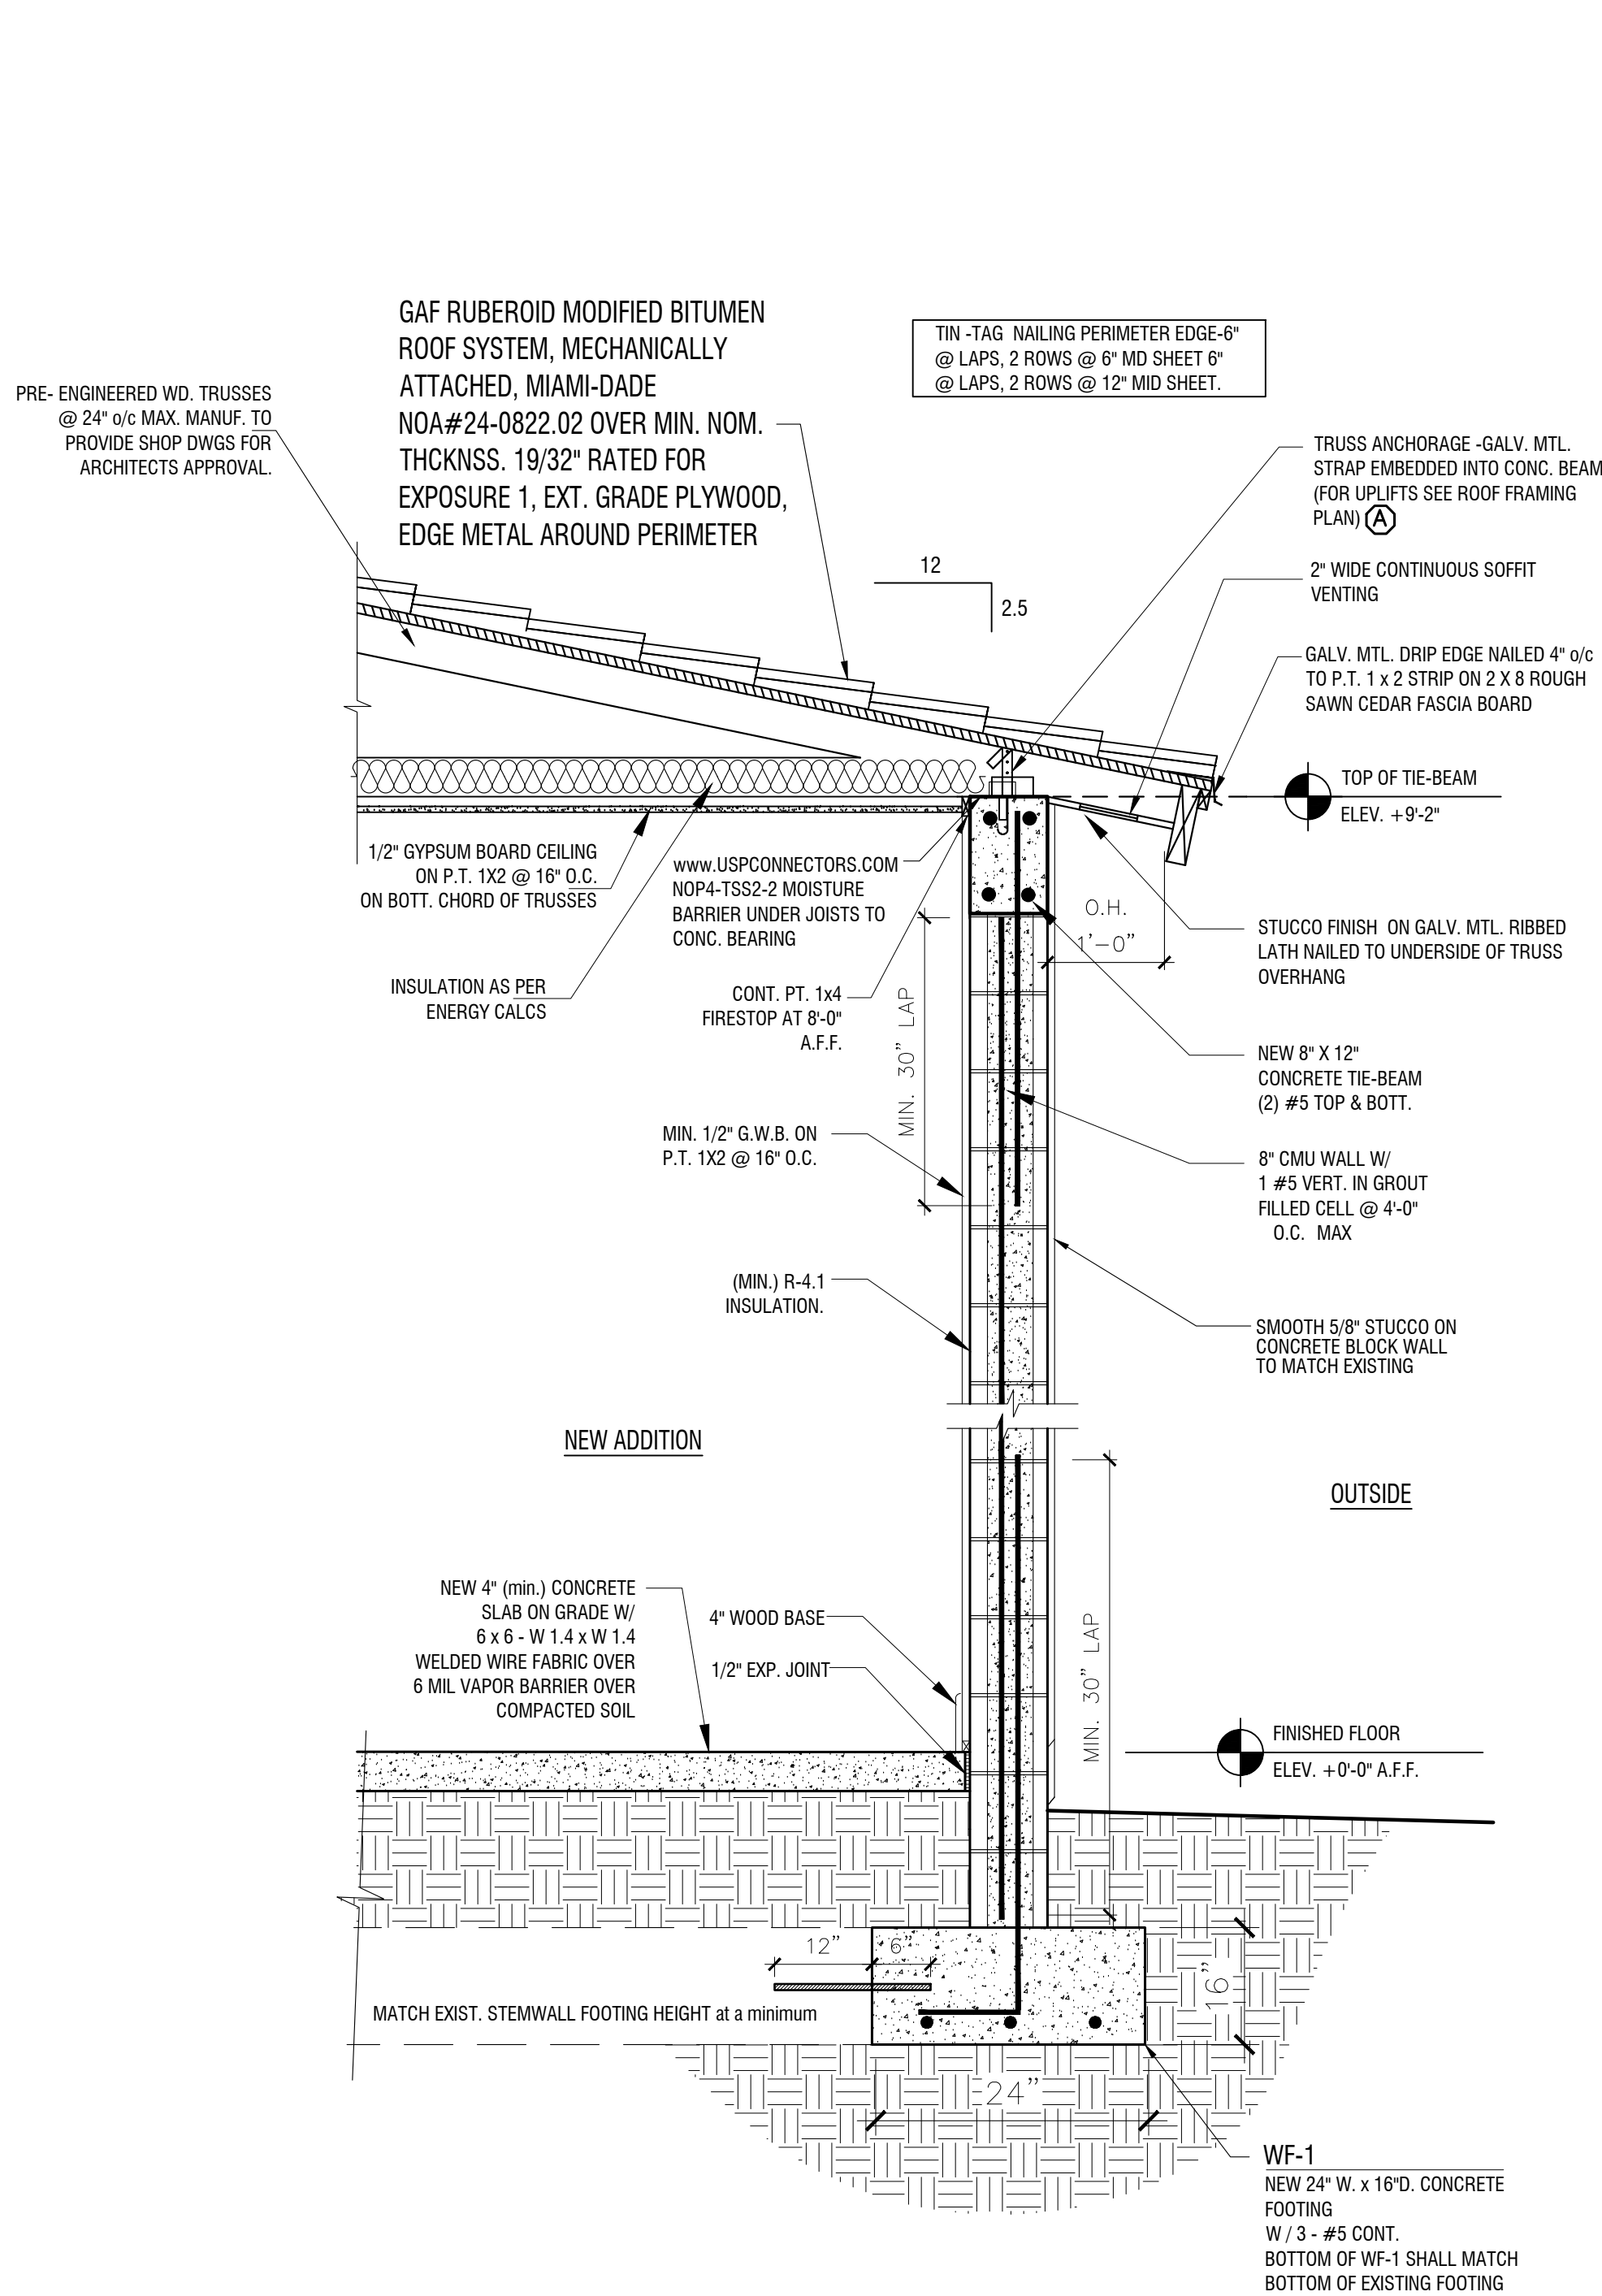 GAF RUBEROID MODIFIED BITUMEN
ROOF SYSTEM, MECHANICALLY
ATTACHED, MIAMI-DADE
NOA#24-0822.02 OVER MIN. NOM.
THCKNSS. 19/32" RATED FOR
EXPOSURE 1, EXT. GRADE PLYWOOD,
EDGE METAL AROUND PERIMETER
TIN -TAG NAILING PERIMETER EDGE-6"
@ LAPS, 2 ROWS @ 6" MD SHEET 6"
@ LAPS, 2 ROWS @ 12" MID SHEET.
PRE- ENGINEERED WD. TRUSSES
@ 24" o/c MAX. MANUF. TO
PROVIDE SHOP DWGS FOR
ARCHITECTS APPROVAL.
TRUSS ANCHORAGE -GALV. MTL.
STRAP EMBEDDED INTO CONC. BEAM
(FOR UPLIFTS SEE ROOF FRAMING
PLAN) A
12
2.5
2" WIDE CONTINUOUS SOFFIT
VENTING
GALV. MTL. DRIP EDGE NAILED 4" o/c
TO P.T. 1 x 2 STRIP ON 2 X 8 ROUGH
SAWN CEDAR FASCIA BOARD
TOP OF TIE-BEAM
ELEV. +9'-2"
1/2" GYPSUM BOARD CEILING
ON P.T. 1X2 @ 16" O.C.
ON BOTT. CHORD OF TRUSSES
www.USPCONNECTORS.COM
NOP4-TSS2-2 MOISTURE
BARRIER UNDER JOISTS TO
CONC. BEARING
O.H.
1'-0"
STUCCO FINISH ON GALV. MTL. RIBBED
LATH NAILED TO UNDERSIDE OF TRUSS
OVERHANG
INSULATION AS PER
ENERGY CALCS
CONT. PT. 1x4
FIRESTOP AT 8'-0"
A.F.F.
MIN. 30" LAP
NEW 8" X 12"
CONCRETE TIE-BEAM
(2) #5 TOP & BOTT.
MIN. 1/2" G.W.B. ON
P.T. 1X2 @ 16" O.C.
8" CMU WALL W/
1 #5 VERT. IN GROUT
FILLED CELL @ 4'-0"
O.C. MAX
(MIN.) R-4.1
INSULATION.
SMOOTH 5/8" STUCCO ON
CONCRETE BLOCK WALL
TO MATCH EXISTING
NEW ADDITION
OUTSIDE
NEW 4" (min.) CONCRETE
SLAB ON GRADE W/
6 x 6 - W 1.4 x W 1.4
WELDED WIRE FABRIC OVER
6 MIL VAPOR BARRIER OVER
COMPACTED SOIL
4" WOOD BASE
1/2" EXP. JOINT
MIN. 30" LAP
FINISHED FLOOR
ELEV. +0'-0" A.F.F.
12"
6"
16"
MATCH EXIST. STEMWALL FOOTING HEIGHT at a minimum
24"
WF-1
NEW 24" W. x 16"D. CONCRETE
FOOTING
W / 3 - #5 CONT.
BOTTOM OF WF-1 SHALL MATCH
BOTTOM OF EXISTING FOOTING